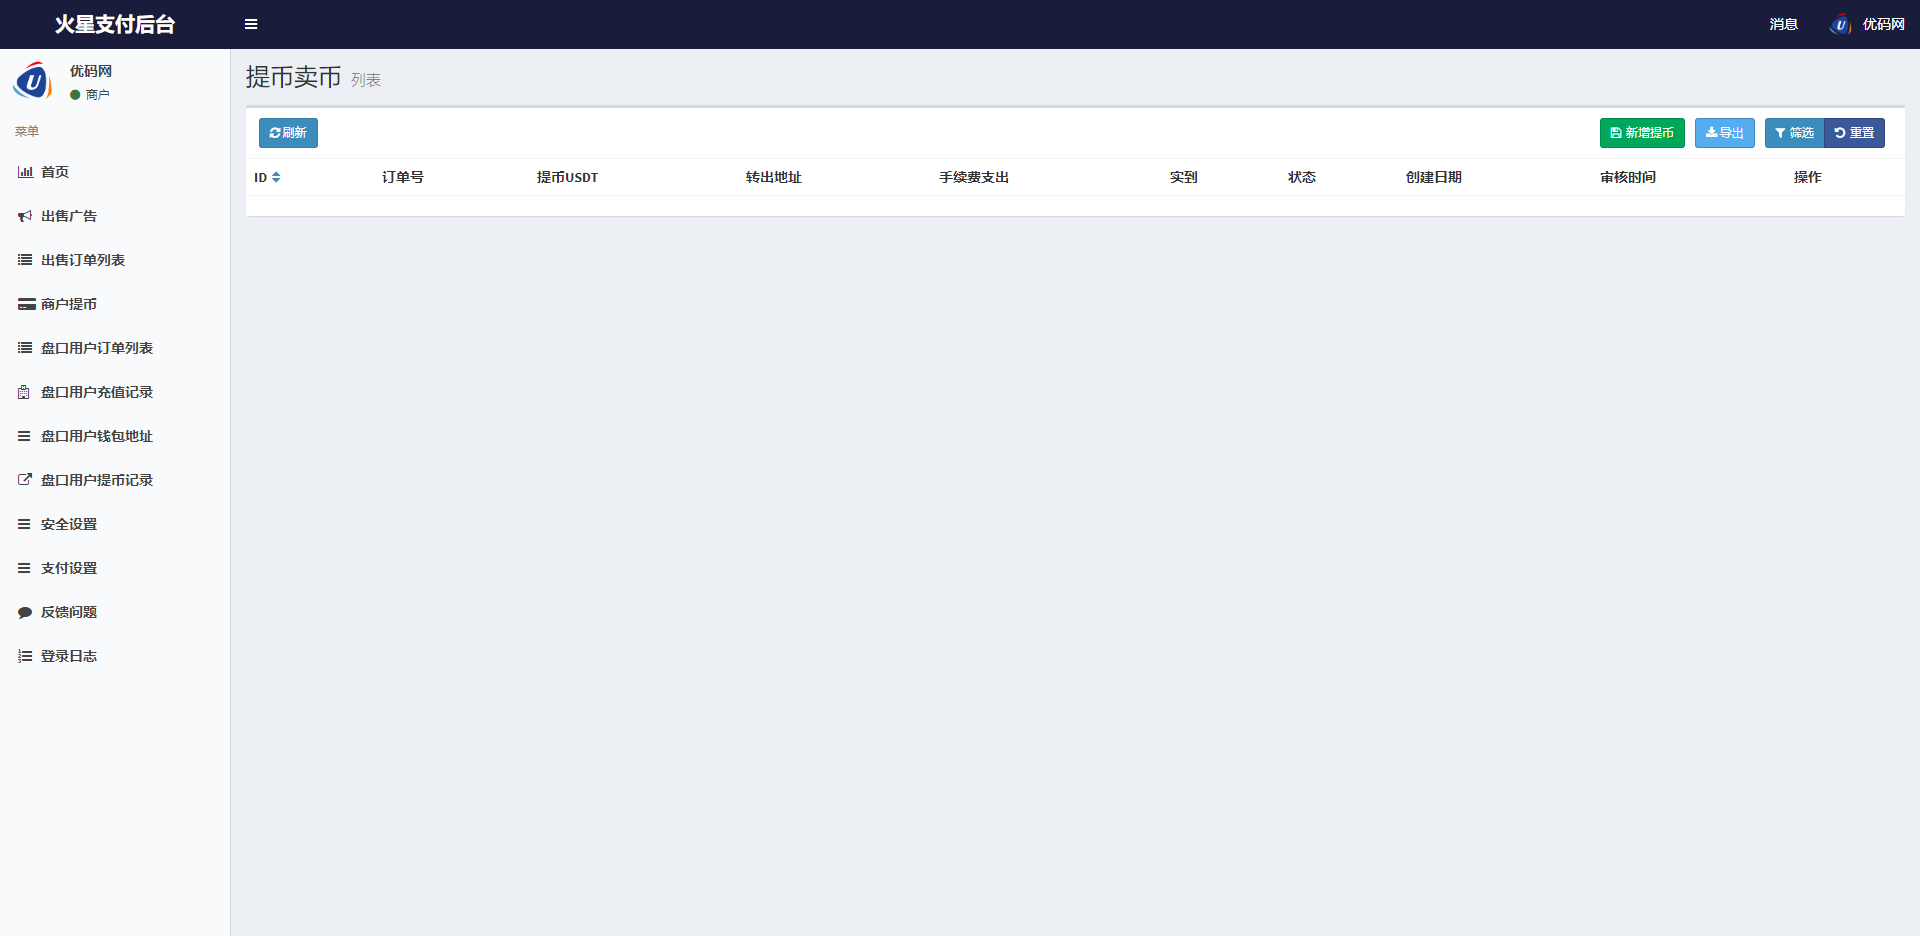 火星支付后台
消息
优码网
优码网
商户
菜单
首页
出售广告
出售订单列表
商户提币
盘口用户订单列表
盘口用户充值记录
盘口用户钱包地址
盘口用户提币记录
安全设置
支付设置
反馈问题
登录日志
提币卖币 列表
刷新 新增提币 导出 筛选 重置
ID 订单号 提币USDT 转出地址 手续费支出 实到 状态 创建日期 审核时间 操作